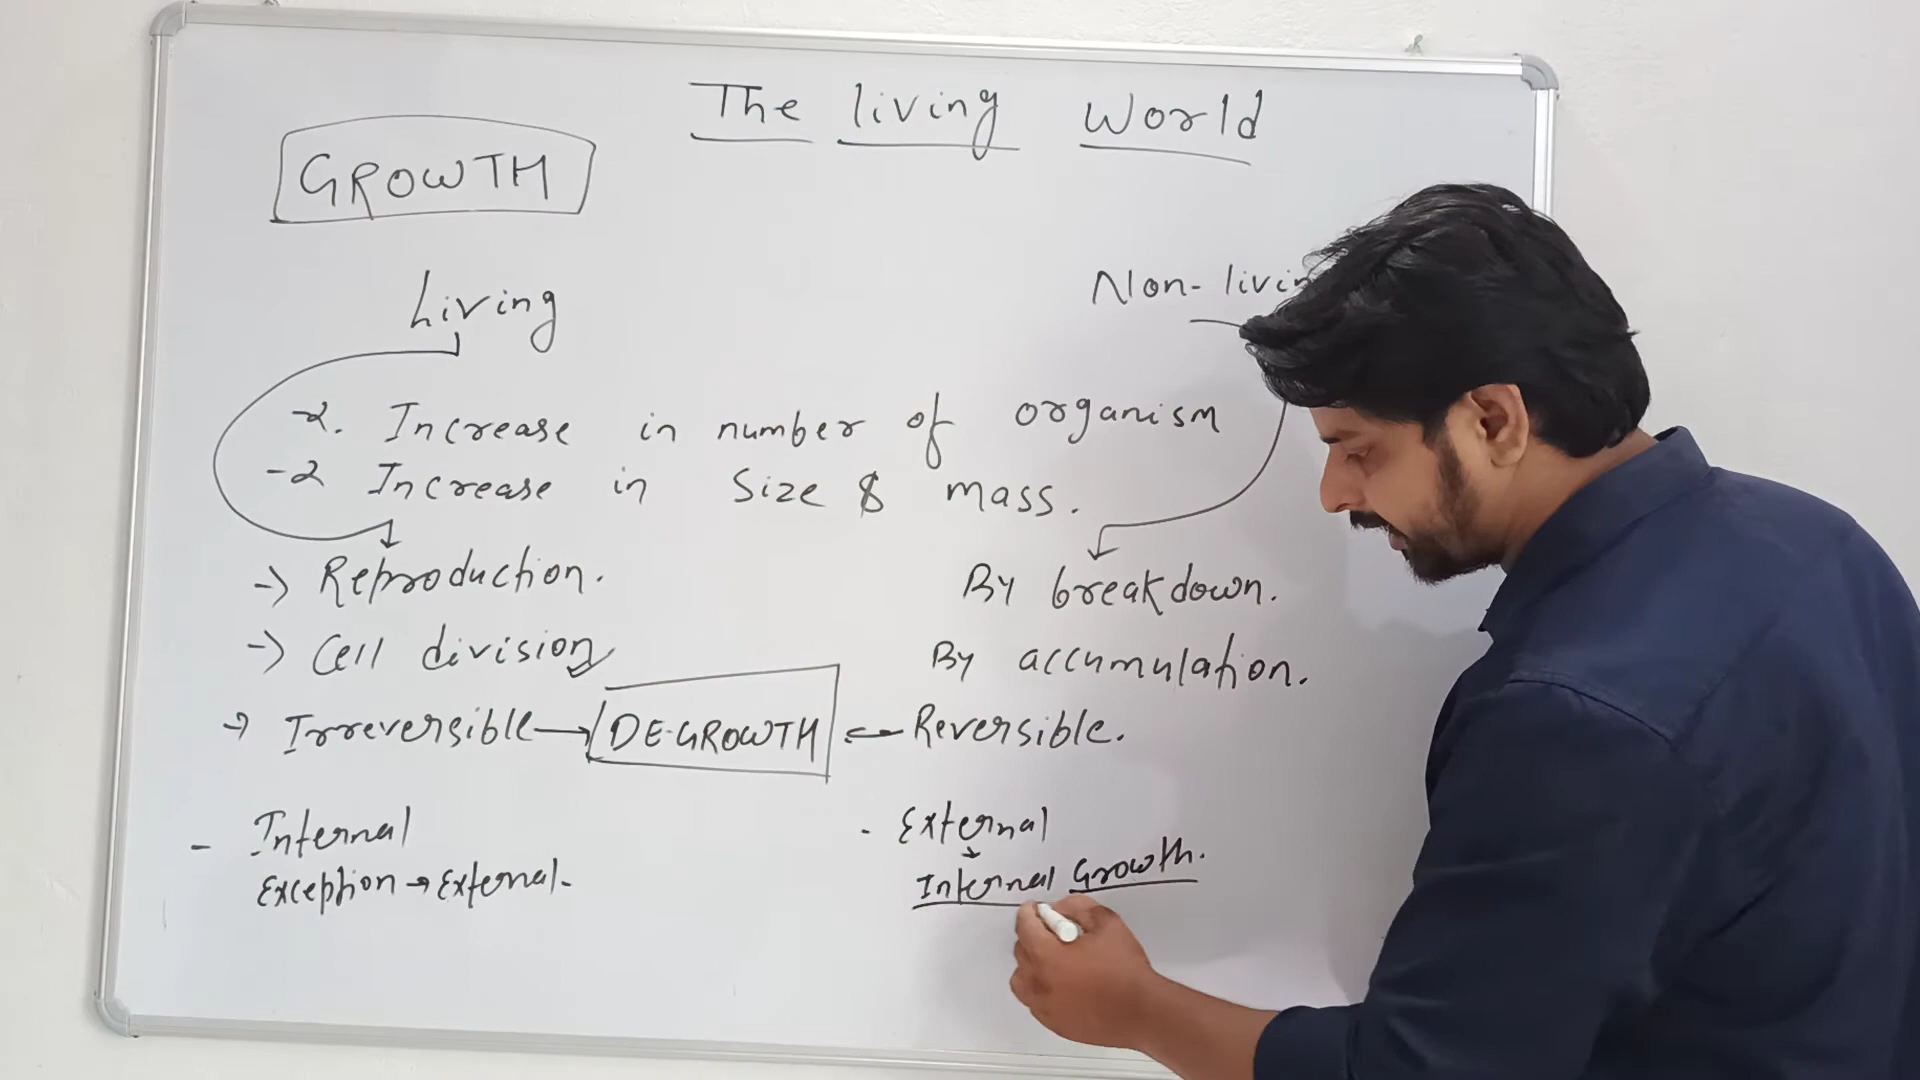 The living World
GROWTH
Living
Non-livin
2. Increase in number of organism
-2 Increase in Size & mass.
-> Reproduction.
By breakdown.
-> Cell division
By accumulation.
-> Irreversible → DE-GROWTH ← Reversible.
- Internal
Exception → External.
- External
Internal Growth.